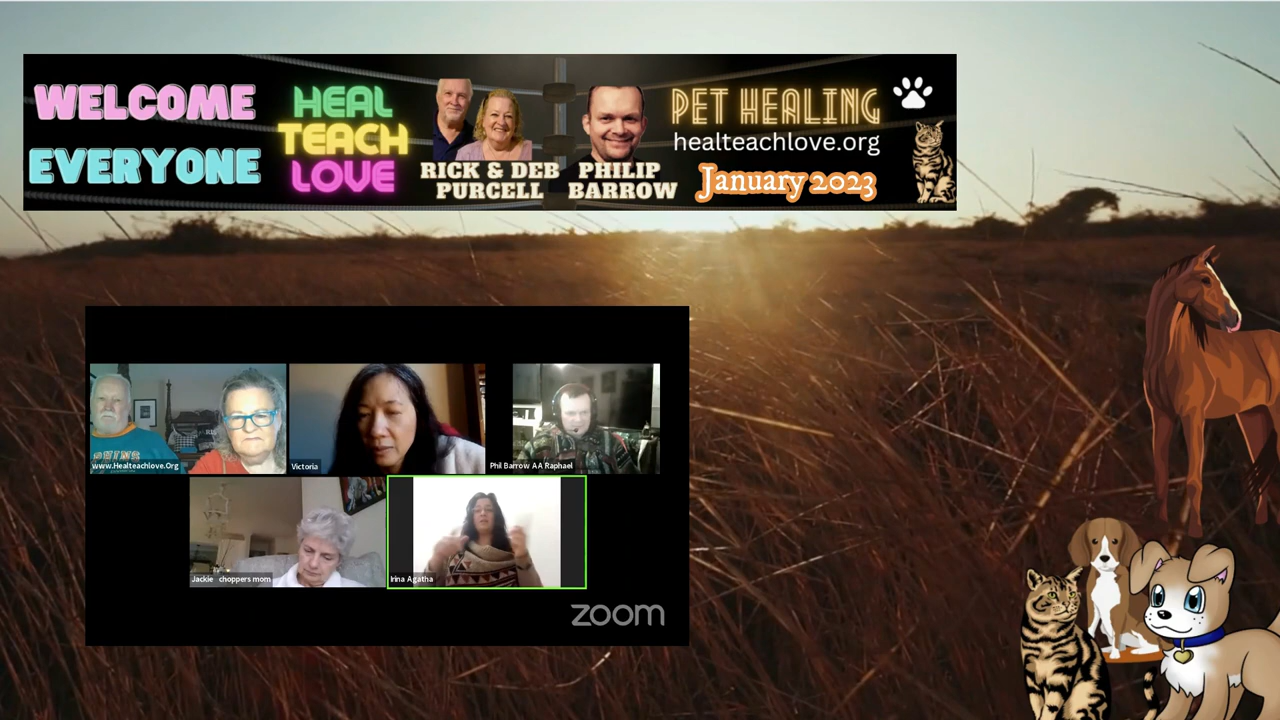 WELCOME
EVERYONE
HEAL
TEACH
LOVE
RICK & DEB
PURCELL
PHILIP
BARROW
PET HEALING
healteachlove.org
January 2023
www.Healteachlove.Org
Victoria
Phil Barrow AA Raphael
Jackie choppers mom
Irina Agatha
zoom